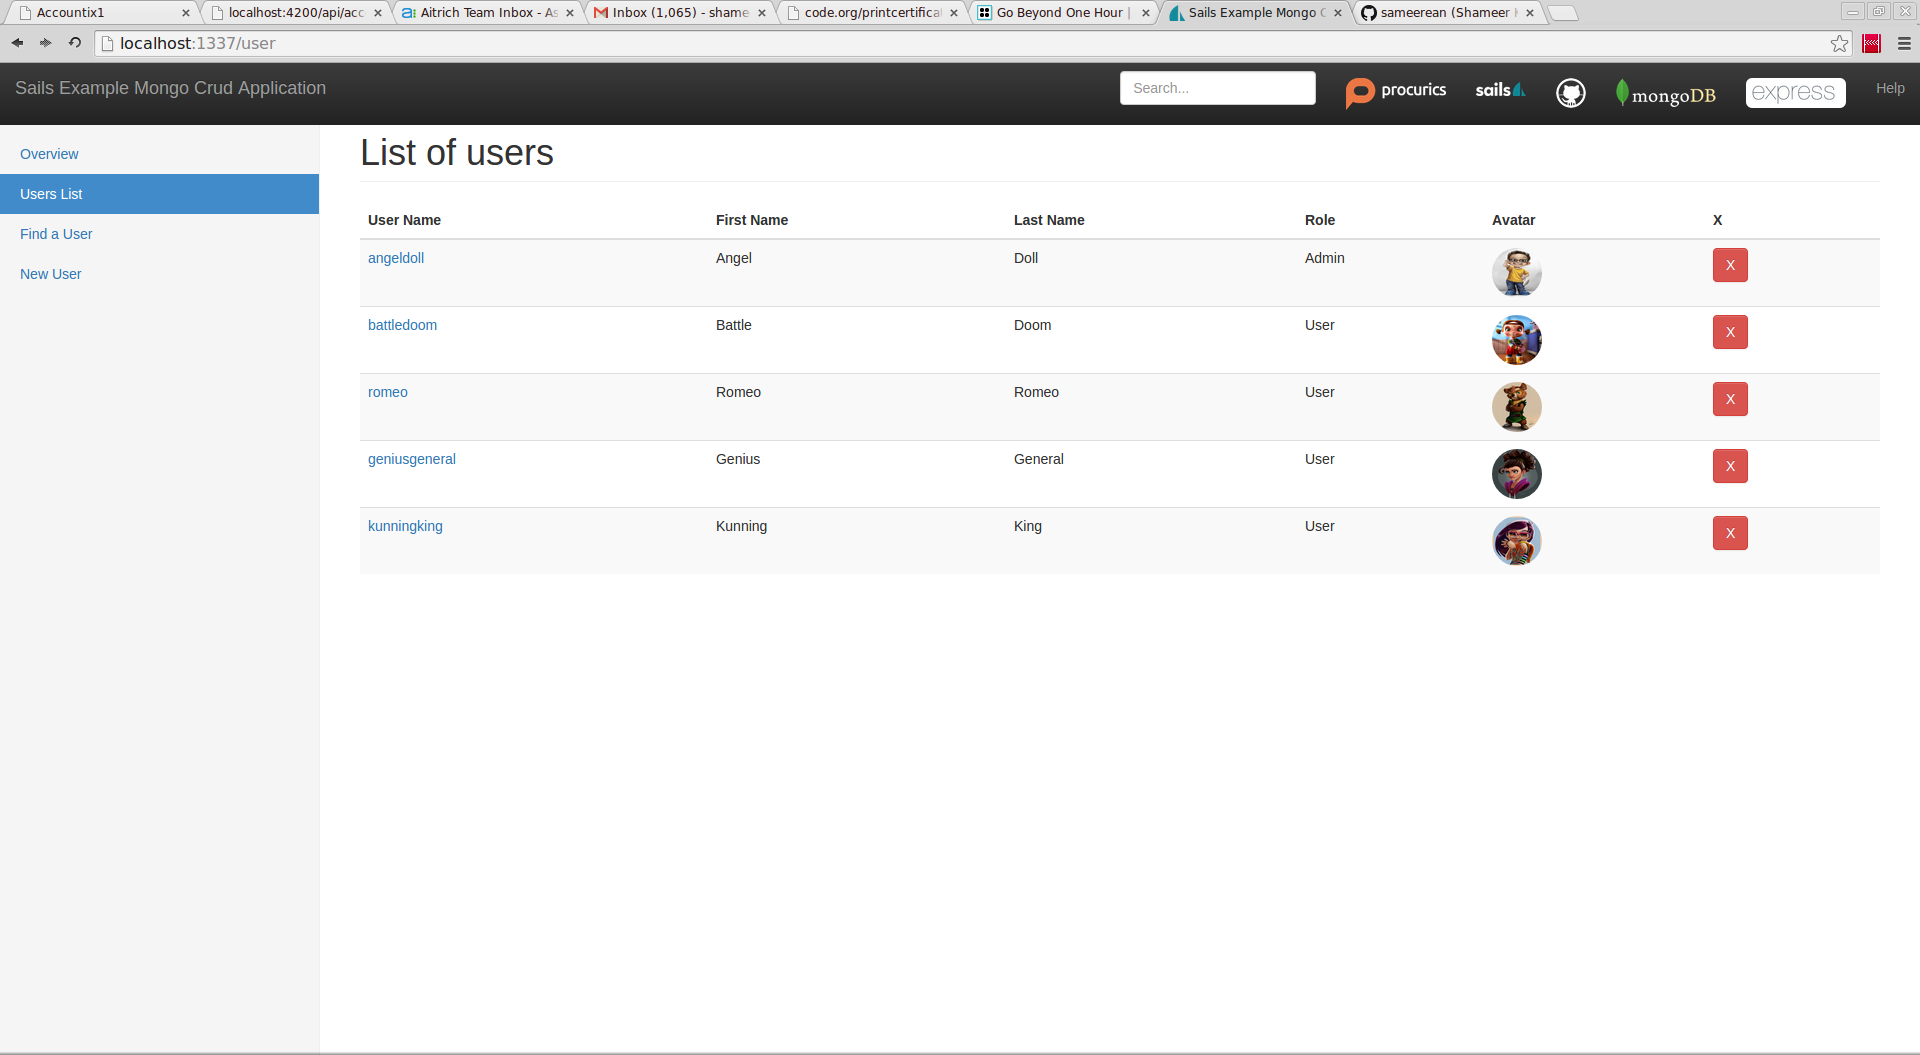 Accountix1
localhost:4200/api/acc
Aitrich Team Inbox - As
Inbox (1,065) - shame
code.org/printcertifica
Go Beyond One Hour |
Sails Example Mongo C
sameerean (Shameer
localhost:1337/user
Sails Example Mongo Crud Application
Search...
procurics
sails
mongoDB
express
Help
Overview
Users List
Find a User
New User
List of users
User Name First Name Last Name Role Avatar X
angeldoll Angel Doll Admin X
battledoom Battle Doom User X
romeo Romeo Romeo User X
geniusgeneral Genius General User X
kunningking Kunning King User X